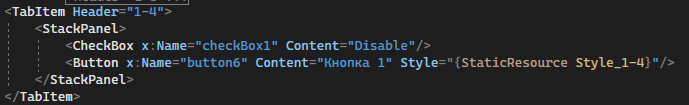 <TabItem Header="1-4">
<StackPanel>
<CheckBox x:Name="checkBox1" Content="Disable"/>
<Button x:Name="button6" Content="Кнопка 1" Style="{StaticResource Style_1-4}"/>
</StackPanel>
</TabItem>